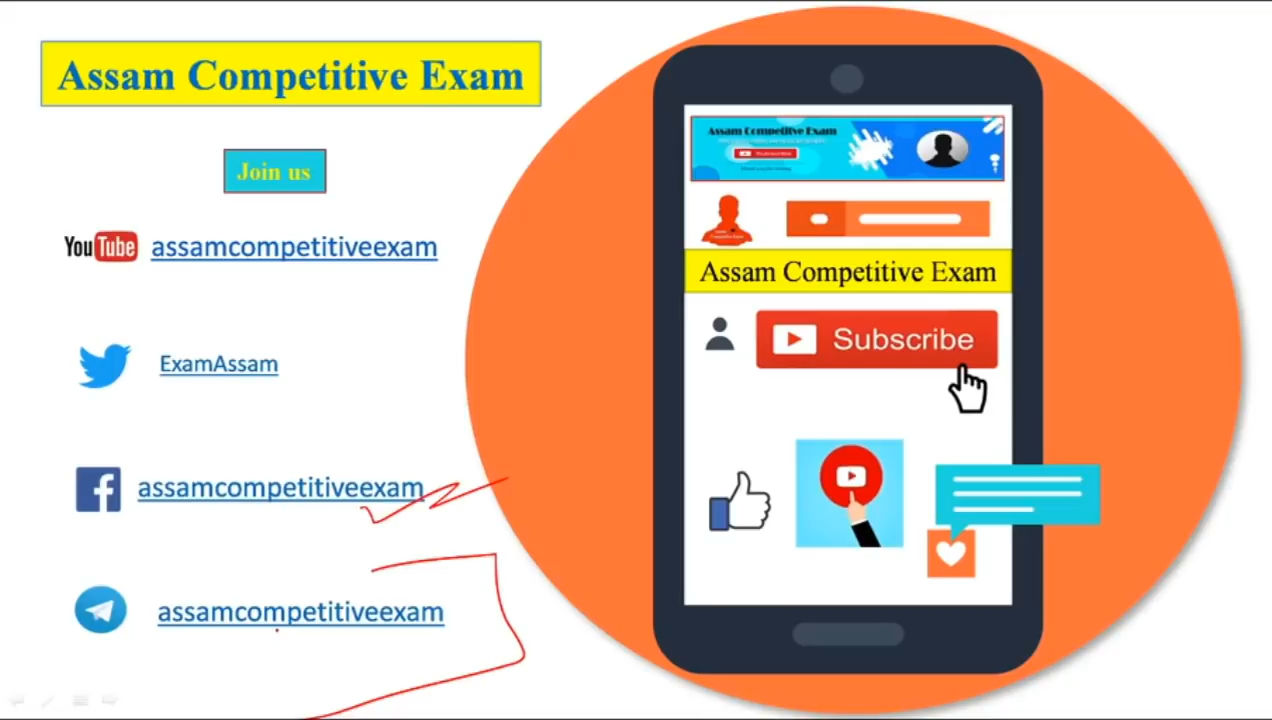 Assam Competitive Exam
Join us
YouTube assamcompetitiveexam
ExamAssam
assamcompetitiveexam
assamcompetitiveexam
Assam Competitive Exam
Assam Competitive Exam
Subscribe